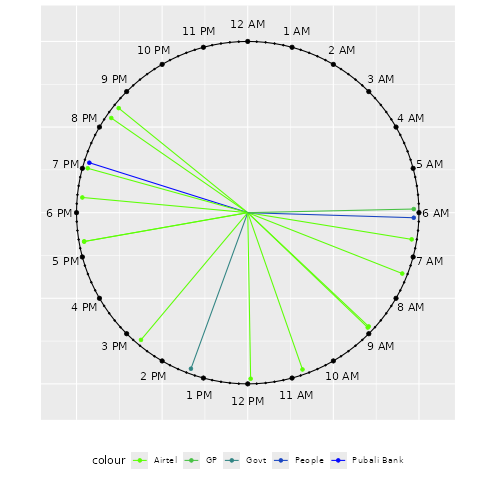 12 AM
11 PM
1 AM
10 PM
2 AM
9 PM
3 AM
8 PM
4 AM
7 PM
5 AM
6 PM
6 AM
5 PM
7 AM
4 PM
8 AM
3 PM
9 AM
2 PM
10 AM
1 PM
11 AM
12 PM
colour Airtel GP Govt People Pubali Bank